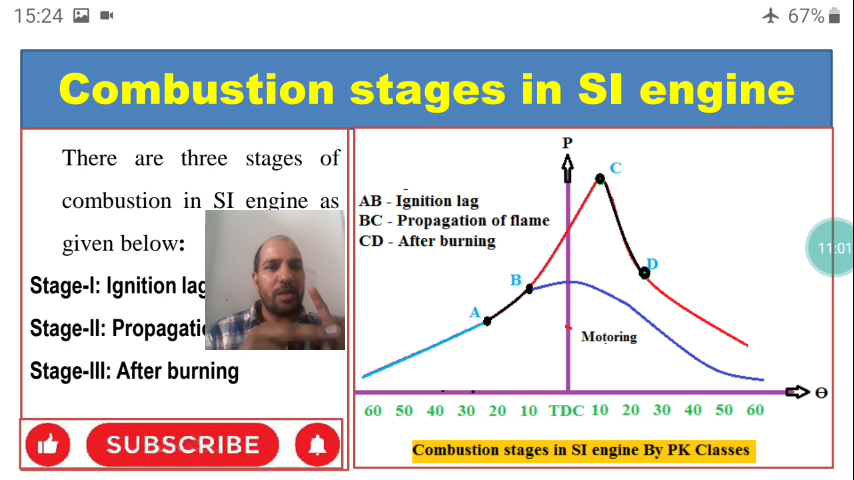 15:24
67%
Combustion stages in SI engine
There are three stages of
combustion in SI engine as
given below:
Stage-I: Ignition lag
Stage-II:
Stage-III: After burning
SUBSCRIBE
P
C
AB - Ignition lag
BC - Propagation of flame
CD - After burning
11:01
D
B
A
Motoring
Θ
60 50 40 30 20 10 TDC 10 20 30 40 50 60
Combustion stages in SI engine By PK Classes